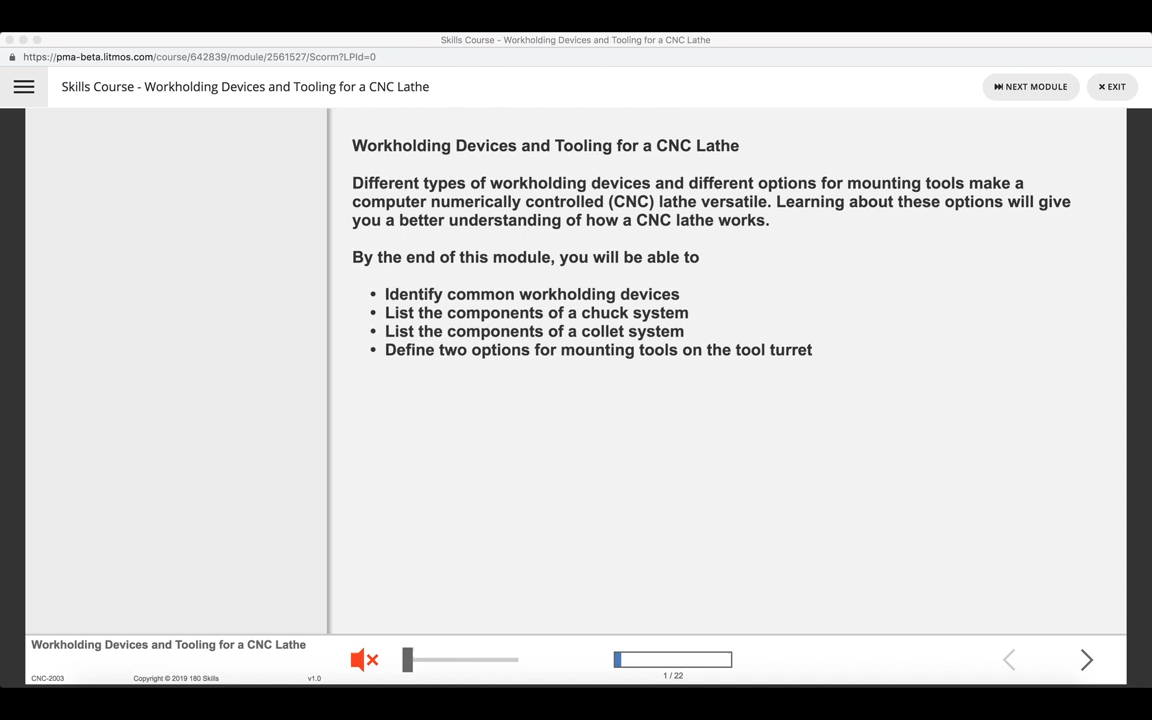 Skills Course - Workholding Devices and Tooling for a CNC Lathe
https://pma-beta.litmos.com/course/642839/module/2561527/Scorm?LPId=0
Skills Course - Workholding Devices and Tooling for a CNC Lathe
NEXT MODULE
EXIT
Workholding Devices and Tooling for a CNC Lathe
Different types of workholding devices and different options for mounting tools make a
computer numerically controlled (CNC) lathe versatile. Learning about these options will give
you a better understanding of how a CNC lathe works.
By the end of this module, you will be able to
• Identify common workholding devices
• List the components of a chuck system
• List the components of a collet system
• Define two options for mounting tools on the tool turret
Workholding Devices and Tooling for a CNC Lathe
1 / 22
CNC-2003 Copyright © 2019 180 Skills v1.0